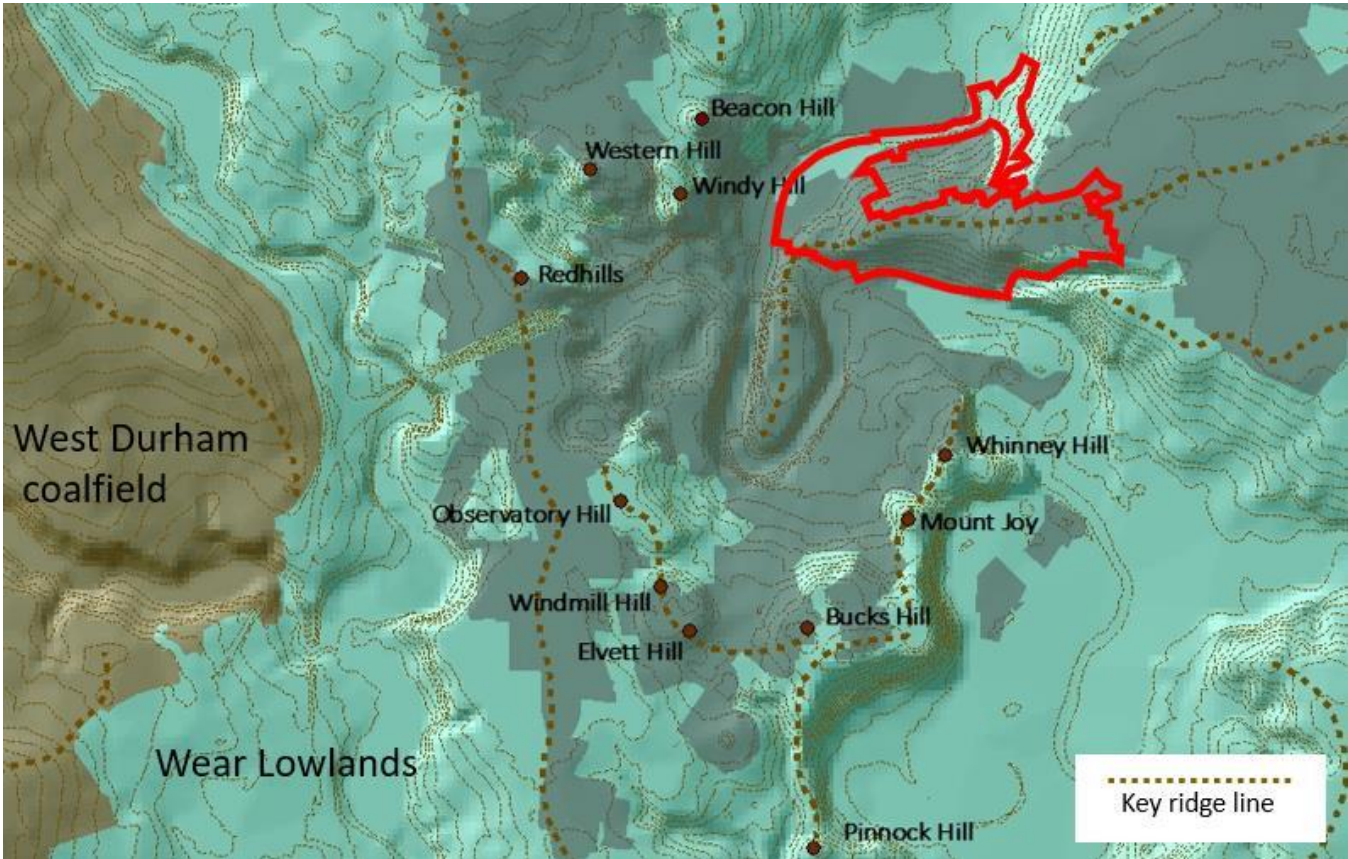 Beacon Hill
Western Hill
Windy Hill
Redhills
West Durham
coalfield
Whinney Hill
Observatory Hill
Mount Joy
Windmill Hill
Bucks Hill
Elvett Hill
Wear Lowlands
Key ridge line
Pinnock Hill